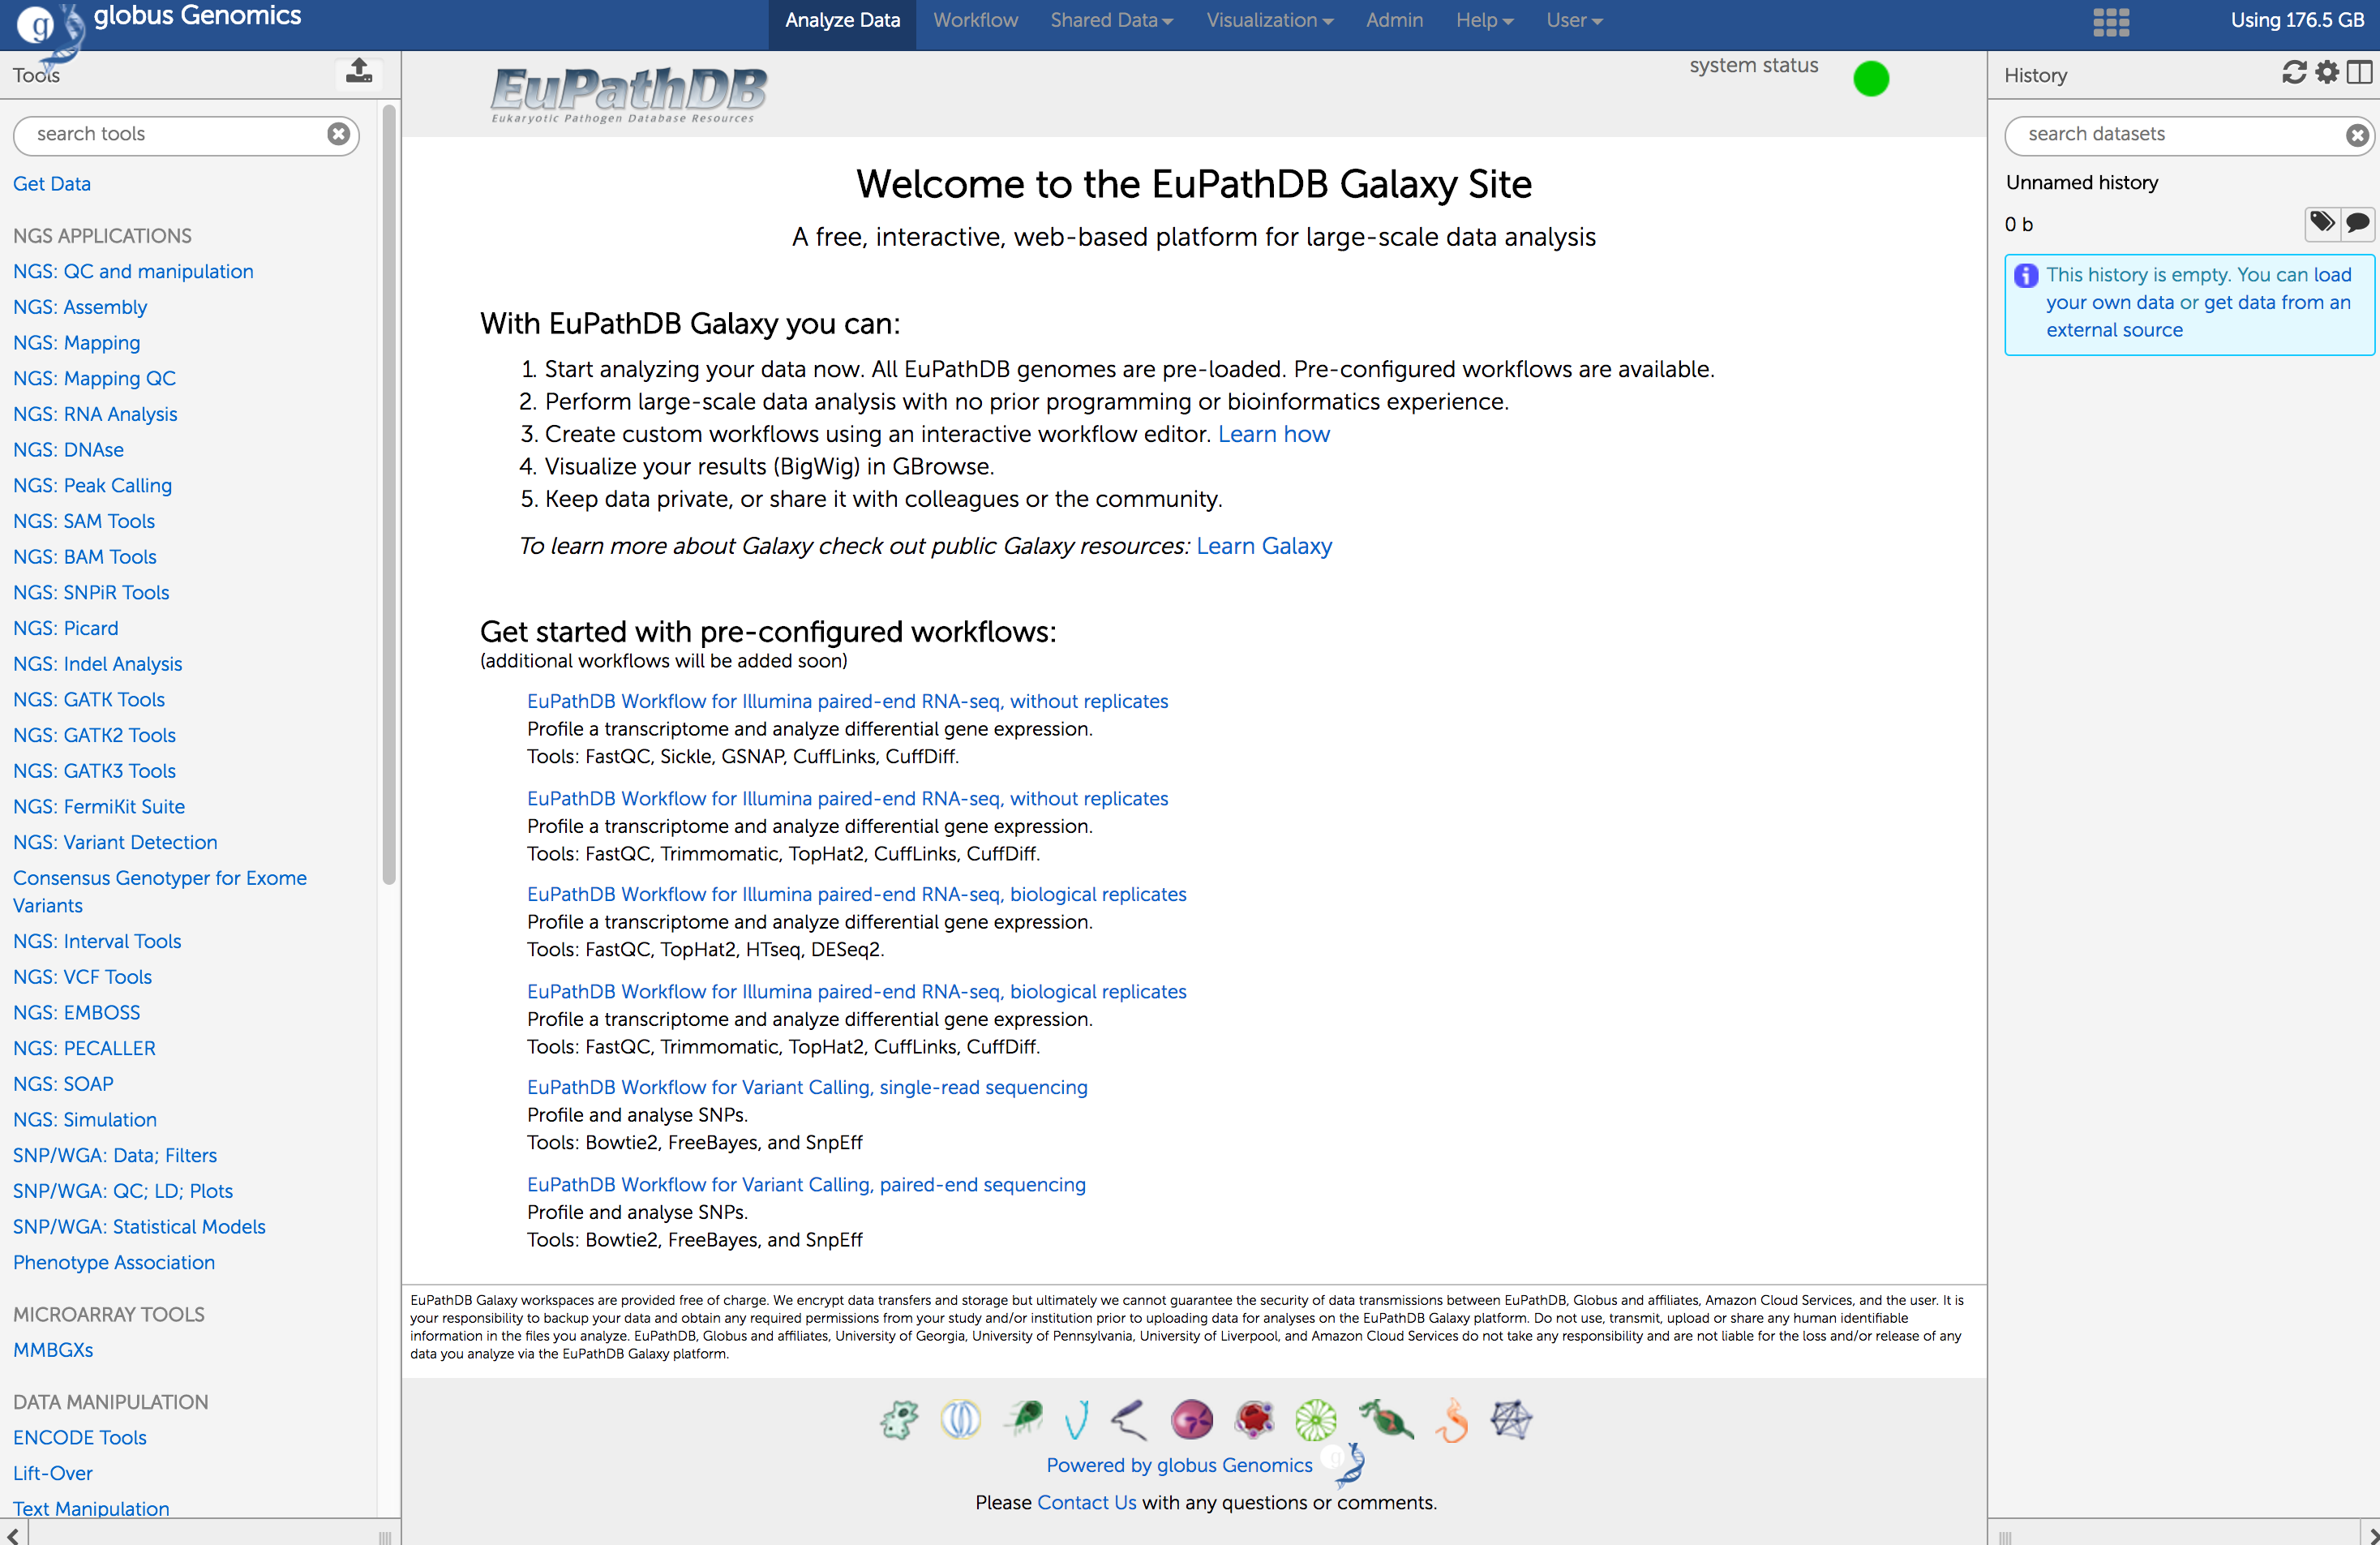 globus Genomics
Analyze Data
Workflow
Shared Data
Visualization
Admin
Help
User
Using 176.5 GB
Tools
search tools
Get Data
NGS APPLICATIONS
NGS: QC and manipulation
NGS: Assembly
NGS: Mapping
NGS: Mapping QC
NGS: RNA Analysis
NGS: DNAse
NGS: Peak Calling
NGS: SAM Tools
NGS: BAM Tools
NGS: SNPiR Tools
NGS: Picard
NGS: Indel Analysis
NGS: GATK Tools
NGS: GATK2 Tools
NGS: GATK3 Tools
NGS: FermiKit Suite
NGS: Variant Detection
Consensus Genotyper for Exome
Variants
NGS: Interval Tools
NGS: VCF Tools
NGS: EMBOSS
NGS: PECALLER
NGS: SOAP
NGS: Simulation
SNP/WGA: Data; Filters
SNP/WGA: QC; LD; Plots
SNP/WGA: Statistical Models
Phenotype Association
MICROARRAY TOOLS
MMBGXs
DATA MANIPULATION
ENCODE Tools
Lift-Over
Text Manipulation
EuPathDB
Eukaryotic Pathogen Database Resources
system status
Welcome to the EuPathDB Galaxy Site
A free, interactive, web-based platform for large-scale data analysis
With EuPathDB Galaxy you can:
1. Start analyzing your data now. All EuPathDB genomes are pre-loaded. Pre-configured workflows are available.
2. Perform large-scale data analysis with no prior programming or bioinformatics experience.
3. Create custom workflows using an interactive workflow editor. Learn how
4. Visualize your results (BigWig) in GBrowse.
5. Keep data private, or share it with colleagues or the community.
To learn more about Galaxy check out public Galaxy resources: Learn Galaxy
Get started with pre-configured workflows:
(additional workflows will be added soon)
EuPathDB Workflow for Illumina paired-end RNA-seq, without replicates
Profile a transcriptome and analyze differential gene expression.
Tools: FastQC, Sickle, GSNAP, CuffLinks, CuffDiff.
EuPathDB Workflow for Illumina paired-end RNA-seq, without replicates
Profile a transcriptome and analyze differential gene expression.
Tools: FastQC, Trimmomatic, TopHat2, CuffLinks, CuffDiff.
EuPathDB Workflow for Illumina paired-end RNA-seq, biological replicates
Profile a transcriptome and analyze differential gene expression.
Tools: FastQC, TopHat2, HTseq, DESeq2.
EuPathDB Workflow for Illumina paired-end RNA-seq, biological replicates
Profile a transcriptome and analyze differential gene expression.
Tools: FastQC, Trimmomatic, TopHat2, CuffLinks, CuffDiff.
EuPathDB Workflow for Variant Calling, single-read sequencing
Profile and analyse SNPs.
Tools: Bowtie2, FreeBayes, and SnpEff
EuPathDB Workflow for Variant Calling, paired-end sequencing
Profile and analyse SNPs.
Tools: Bowtie2, FreeBayes, and SnpEff
EuPathDB Galaxy workspaces are provided free of charge. We encrypt data transfers and storage but ultimately we cannot guarantee the security of data transmissions between EuPathDB, Globus and affiliates, Amazon Cloud Services, and the user. It is
your responsibility to backup your data and obtain any required permissions from your study and/or institution prior to uploading data for analyses on the EuPathDB Galaxy platform. Do not use, transmit, upload or share any human identifiable
information in the files you analyze. EuPathDB, Globus and affiliates, University of Georgia, University of Pennsylvania, University of Liverpool, and Amazon Cloud Services do not take any responsibility and are not liable for the loss and/or release of any
data you analyze via the EuPathDB Galaxy platform.
Powered by globus Genomics
Please Contact Us with any questions or comments.
History
search datasets
Unnamed history
0 b
This history is empty. You can load
your own data or get data from an
external source